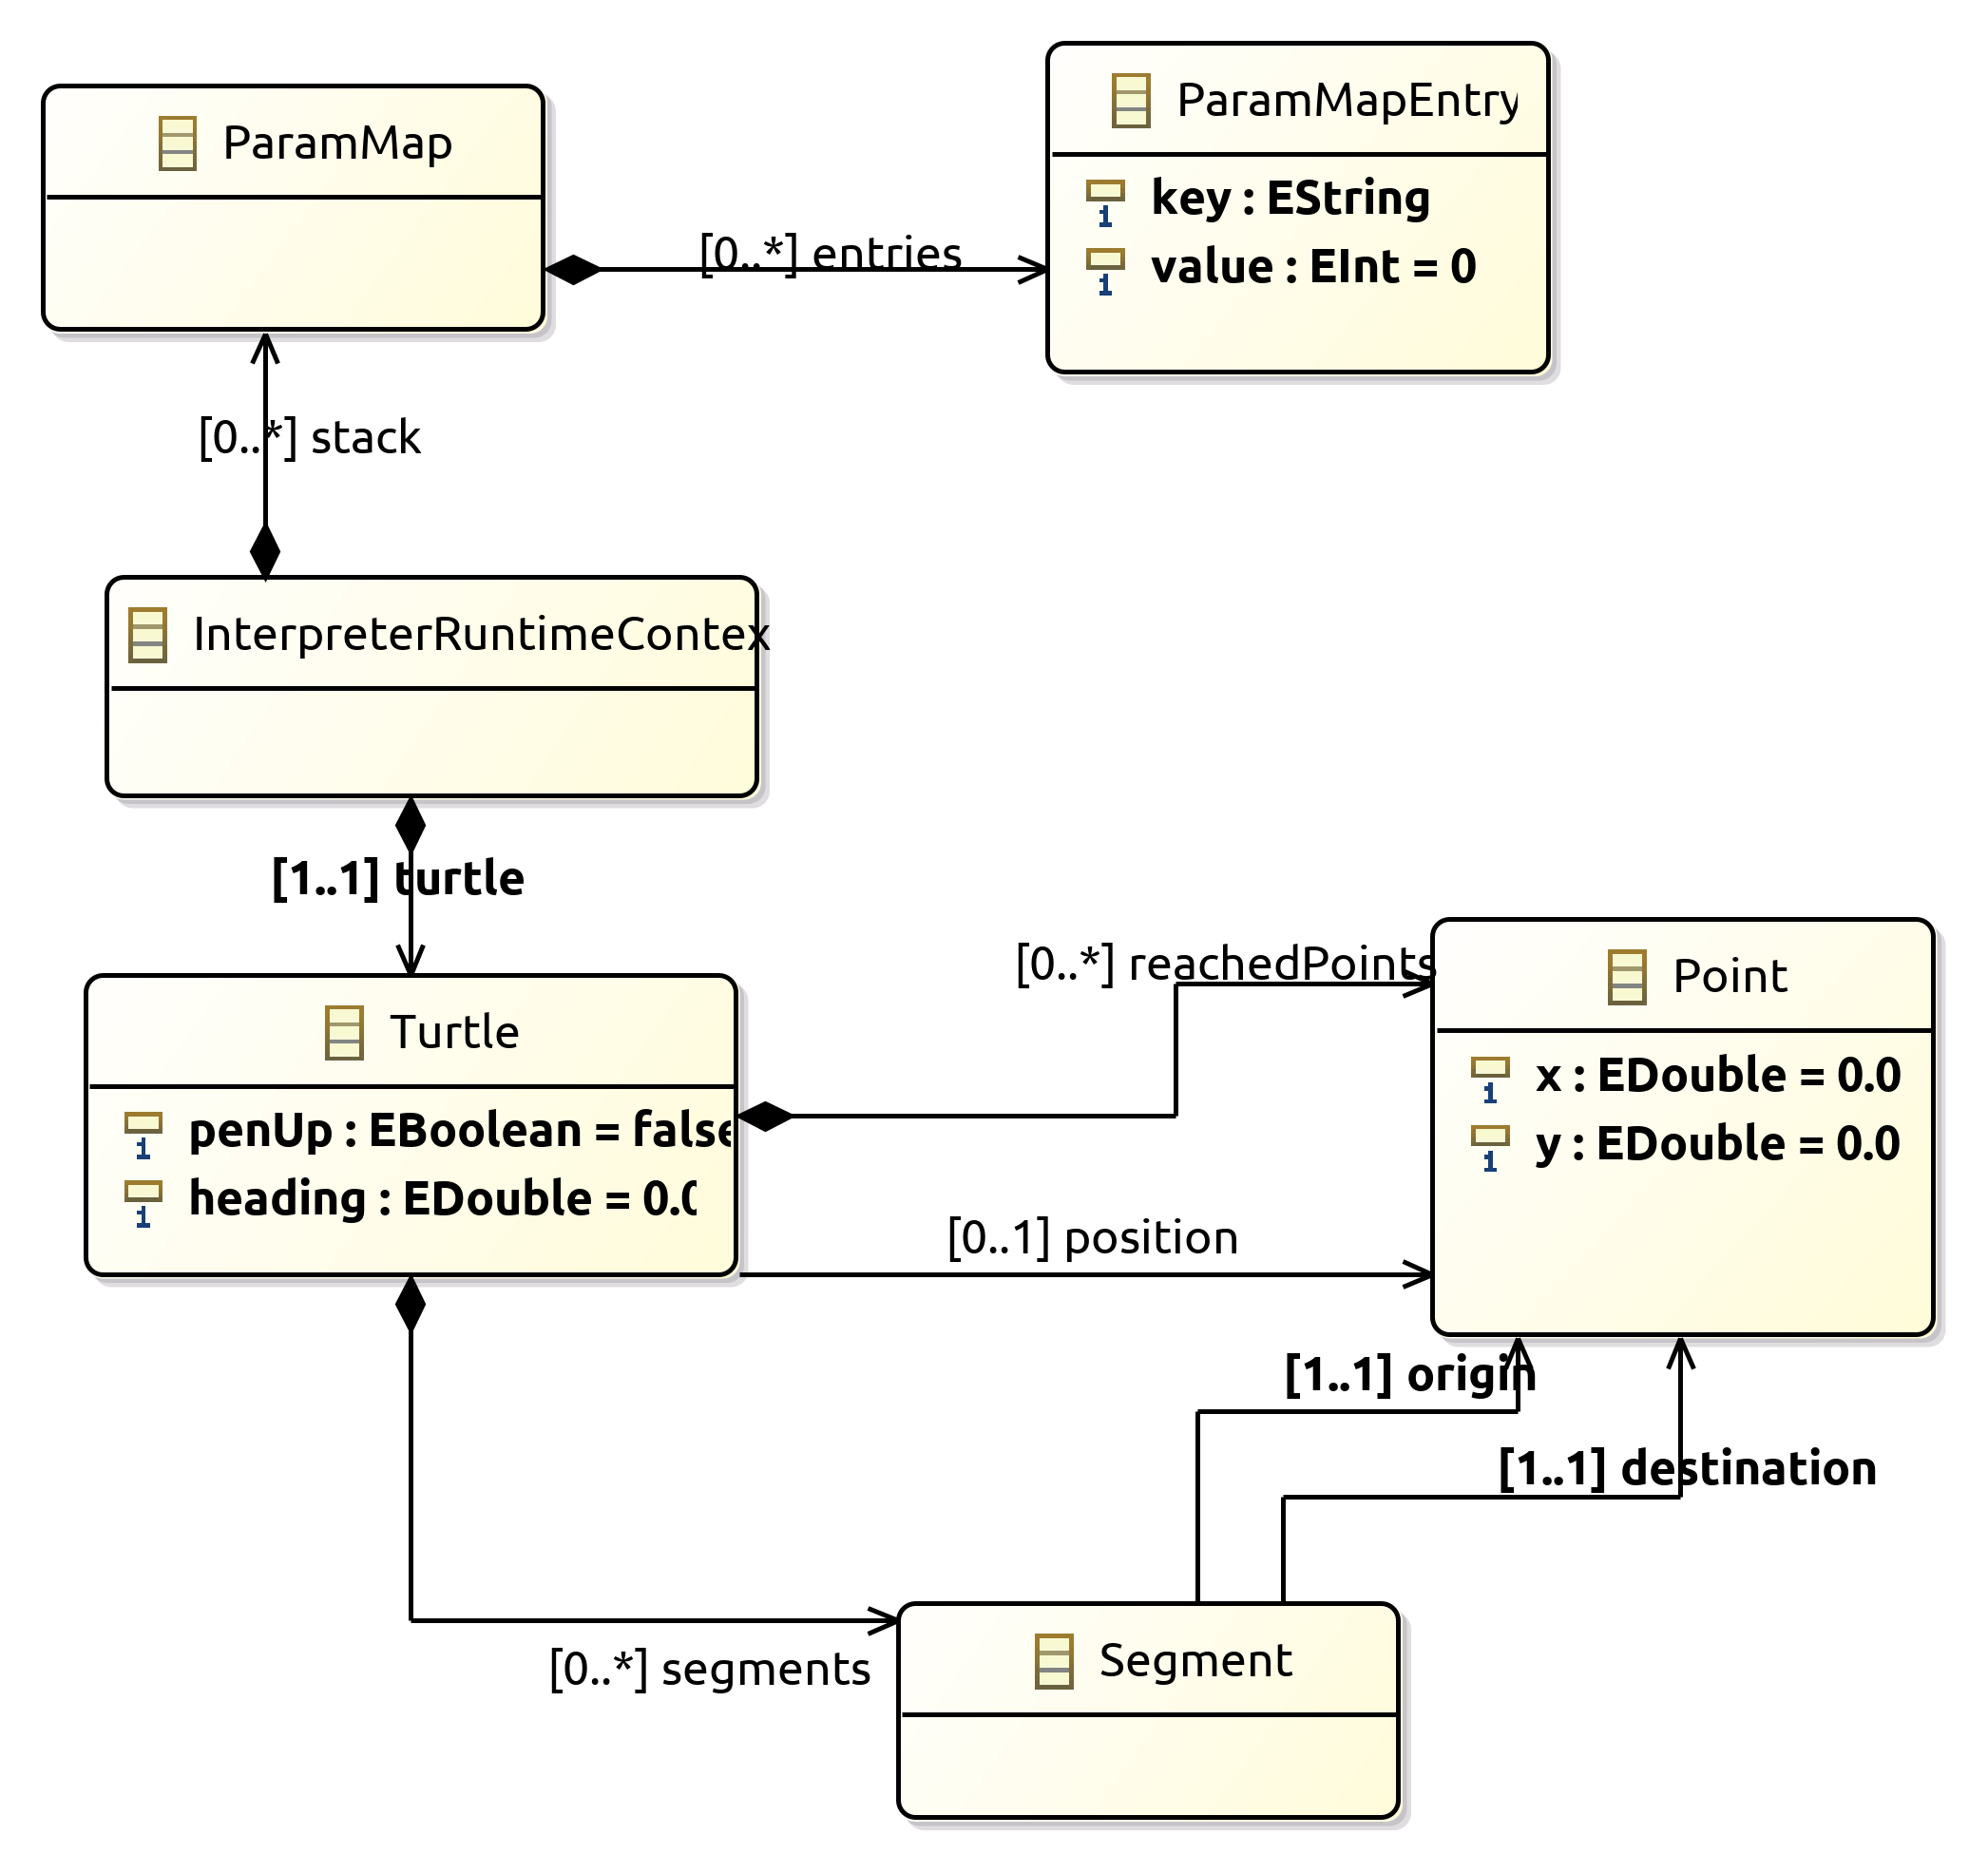 ParamMap
ParamMapEntry
key : EString
value : EInt = 0
[0..*] entries
[0..*] stack
InterpreterRuntimeContex
[1..1] turtle
Turtle
penUp : EBoolean = false
heading : EDouble = 0.0
[0..*] reachedPoints
Point
x : EDouble = 0.0
y : EDouble = 0.0
[0..1] position
[1..1] origin
[1..1] destination
[0..*] segments
Segment